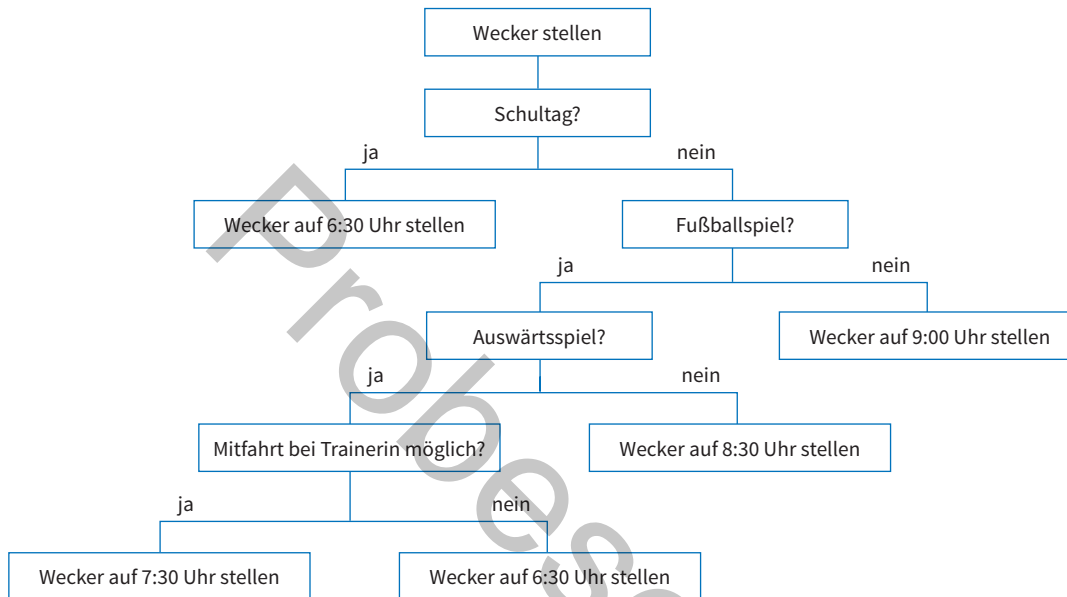 Wecker stellen
Schultag?
ja nein
Wecker auf 6:30 Uhr stellen Fußballspiel?
ja nein
Auswärtsspiel? Wecker auf 9:00 Uhr stellen
ja nein
Mitfahrt bei Trainerin möglich? Wecker auf 8:30 Uhr stellen
ja nein
Wecker auf 7:30 Uhr stellen Wecker auf 6:30 Uhr stellen